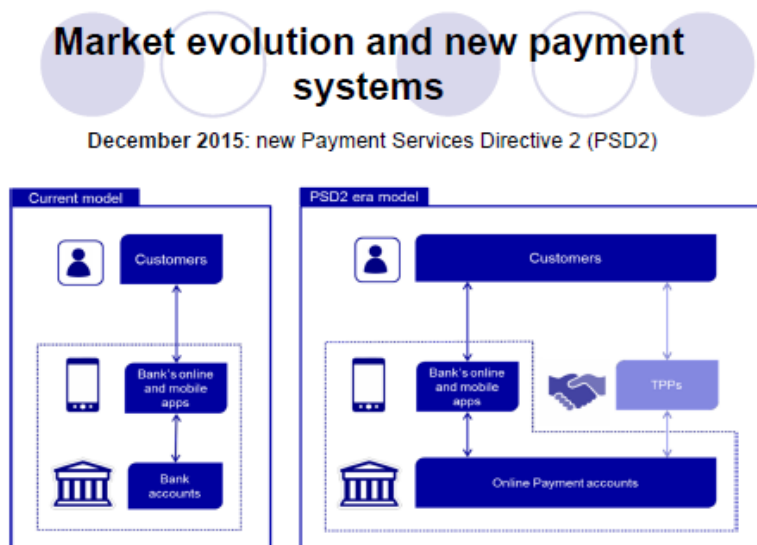 Market evolution and new payment
systems
December 2015: new Payment Services Directive 2 (PSD2)
Current model
Customers
Bank's online
and mobile
apps
Bank
accounts
PSD2 era model
Customers
Bank's online
and mobile
apps
TPPs
Online Payment accounts